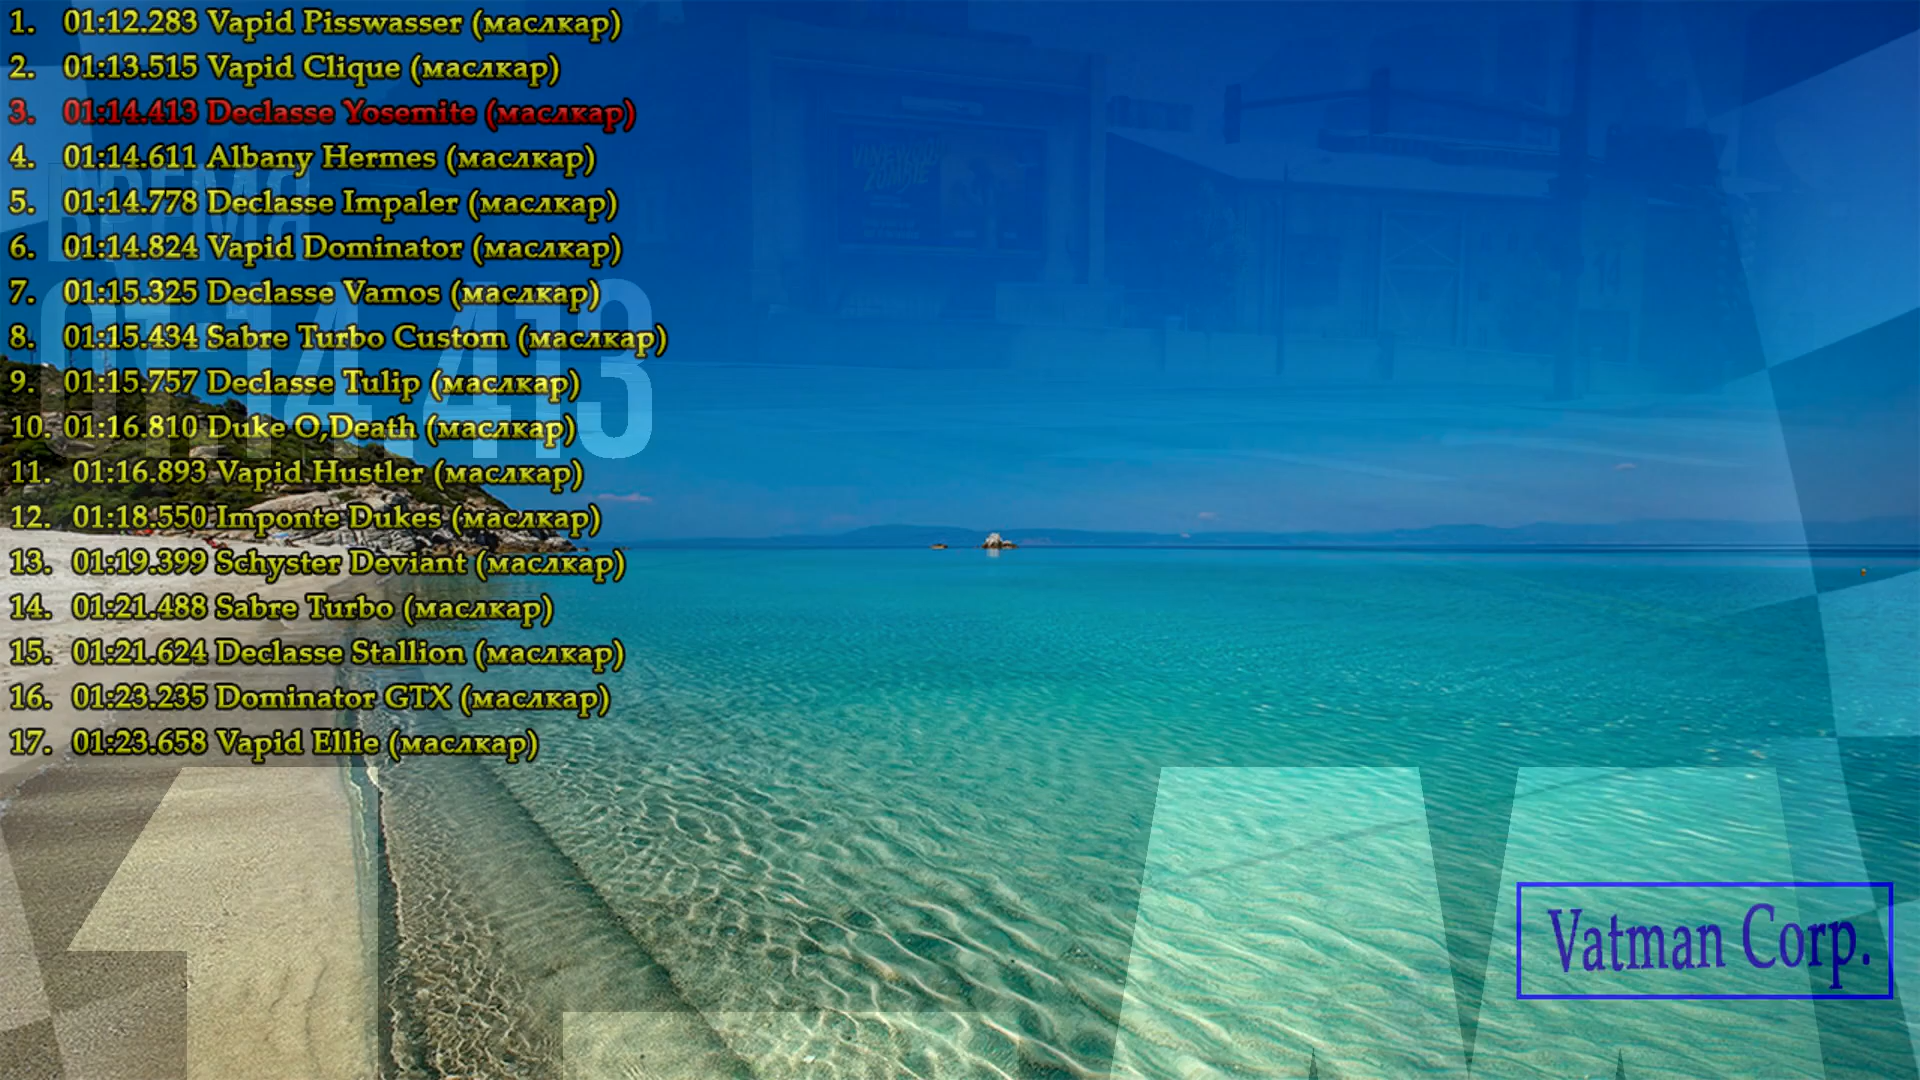 1. 01:12.283 Vapid Pisswasser (маслкар)
2. 01:13.515 Vapid Clique (маслкар)
3. 01:14.413 Declasse Yosemite (маслкар)
4. 01:14.611 Albany Hermes (маслкар)
5. 01:14.778 Declasse Impaler (маслкар)
6. 01:14.824 Vapid Dominator (маслкар)
7. 01:15.325 Declasse Vamos (маслкар)
8. 01:15.434 Sabre Turbo Custom (маслкар)
9. 01:15.757 Declasse Tulip (маслкар)
10. 01:16.810 Duke O,Death (маслкар)
11. 01:16.893 Vapid Hustler (маслкар)
12. 01:18.550 Imponte Dukes (маслкар)
13. 01:19.399 Schyster Deviant (маслкар)
14. 01:21.488 Sabre Turbo (маслкар)
15. 01:21.624 Declasse Stallion (маслкар)
16. 01:23.235 Dominator GTX (маслкар)
17. 01:23.658 Vapid Ellie (маслкар)
ВРЕМЯ
01:14.413
VINEWOOD
ZOMBIE
Vatman Corp.